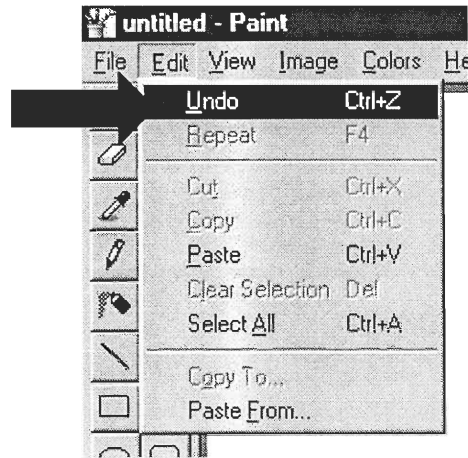 untitled - Paint
File Edit View Image Colors He
Undo Ctrl+Z
Repeat F4
Cut Ctrl+X
Copy Ctrl+C
Paste Ctrl+V
Clear Selection Del
Select All Ctrl+A
Copy To...
Paste From...